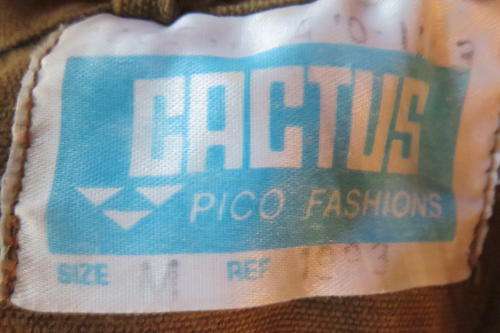 CACTUS
PICO FASHIONS
SIZE M REF